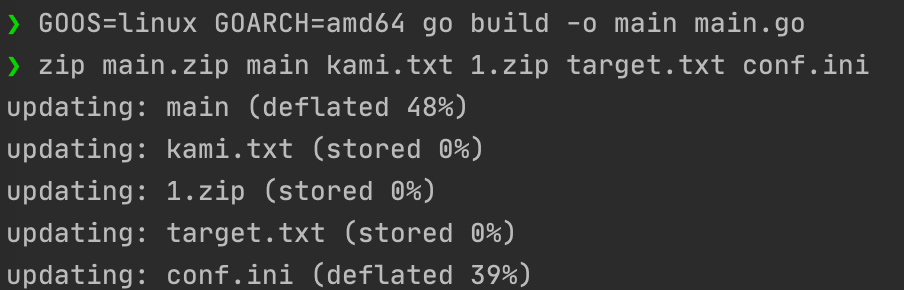 ❯ GOOS=linux GOARCH=amd64 go build -o main main.go
❯ zip main.zip main kami.txt 1.zip target.txt conf.ini
updating: main (deflated 48%)
updating: kami.txt (stored 0%)
updating: 1.zip (stored 0%)
updating: target.txt (stored 0%)
updating: conf.ini (deflated 39%)